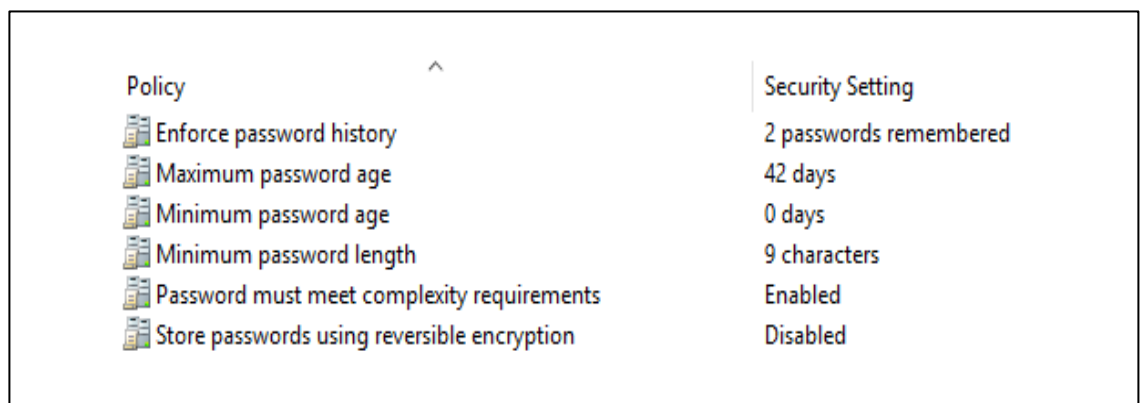 Policy Security Setting
Enforce password history 2 passwords remembered
Maximum password age 42 days
Minimum password age 0 days
Minimum password length 9 characters
Password must meet complexity requirements Enabled
Store passwords using reversible encryption Disabled